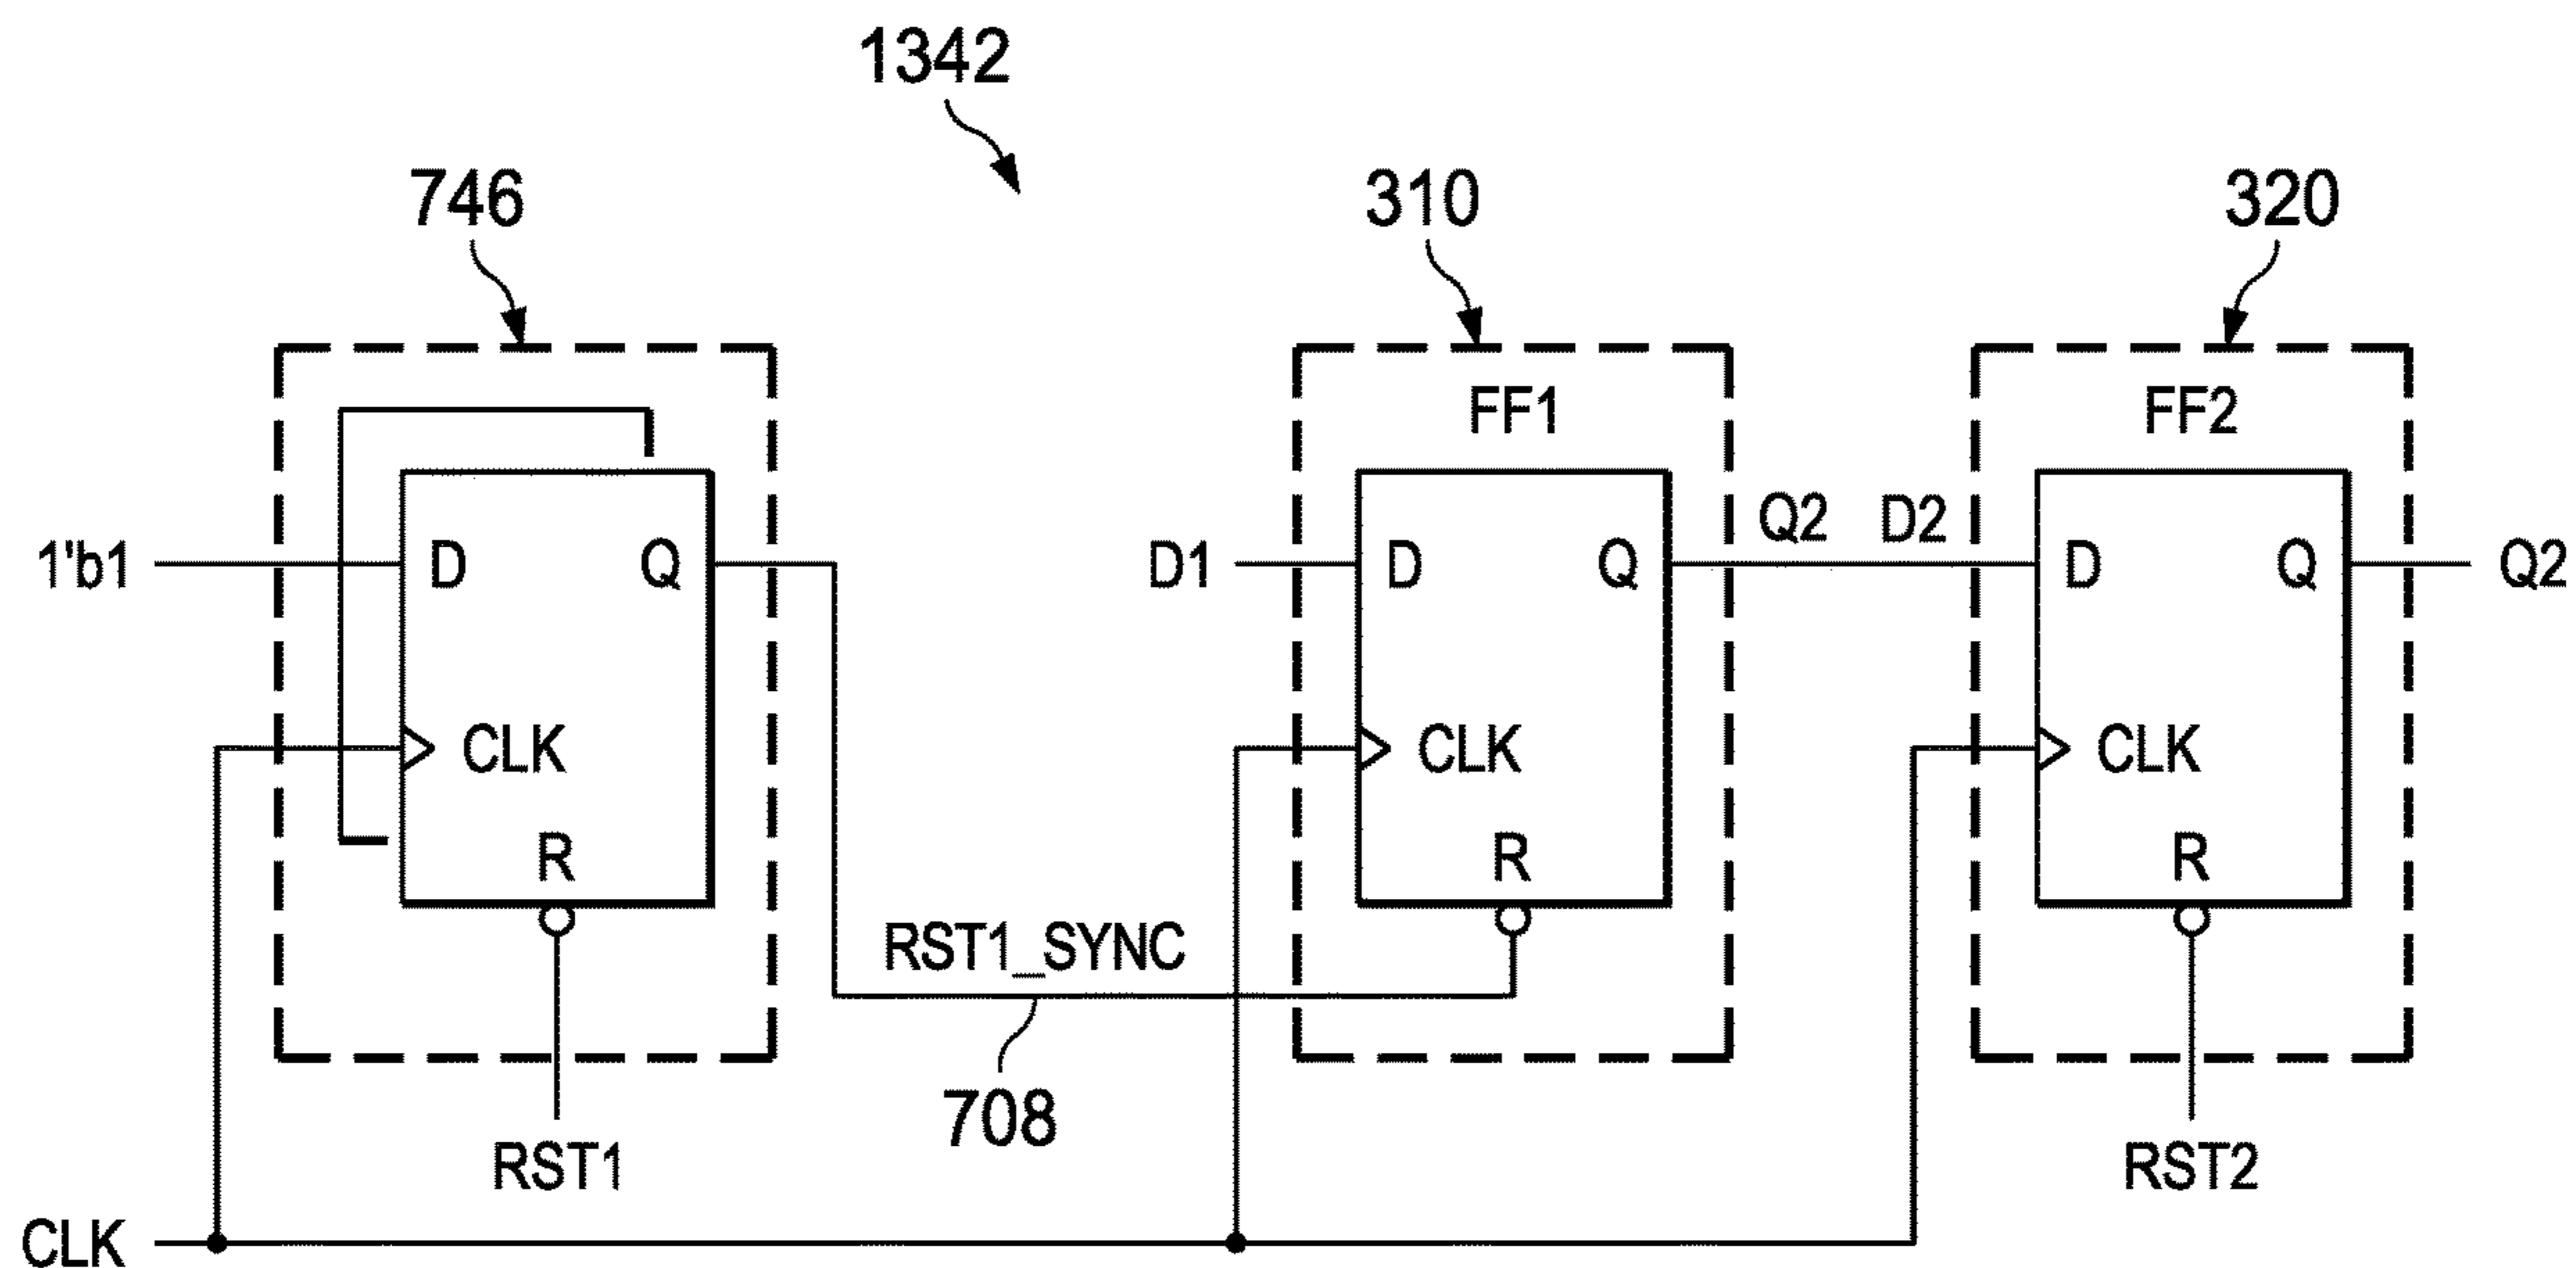 1342
746
310
320
FF1
FF2
1'b1
D
Q
D1
D
Q
Q2
D2
D
Q
Q2
CLK
CLK
CLK
R
R
R
RST1_SYNC
708
RST1
RST2
CLK